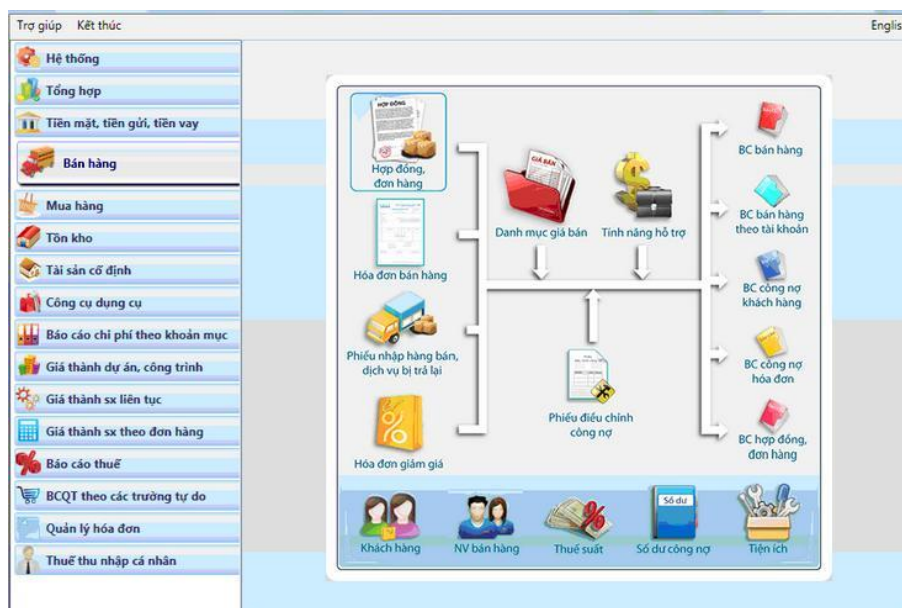 Trợ giúp Kết thúc Englis
Hệ thống
Tổng hợp
Tiền mặt, tiền gửi, tiền vay
Bán hàng
Mua hàng
Tồn kho
Tài sản cố định
Công cụ dụng cụ
Báo cáo chi phí theo khoản mục
Giá thành dự án, công trình
Giá thành sx liên tục
Giá thành sx theo đơn hàng
Báo cáo thuế
BCQT theo các trường tự do
Quản lý hóa đơn
Thuế thu nhập cá nhân
HỢP ĐỒNG
Hợp đồng,
đơn hàng
Hóa đơn bán hàng
Phiếu nhập hàng bán,
dịch vụ bị trả lại
Hóa đơn giảm giá
GIÁ BÁN
Danh mục giá bán
Tính năng hỗ trợ
Phiếu điều chỉnh
công nợ
BC bán hàng
BC bán hàng
theo tài khoản
BC công nợ
khách hàng
BC công nợ
hóa đơn
BC hợp đồng,
đơn hàng
Khách hàng
NV bán hàng
Thuế suất
Số dư
Số dư công nợ
Tiện ích